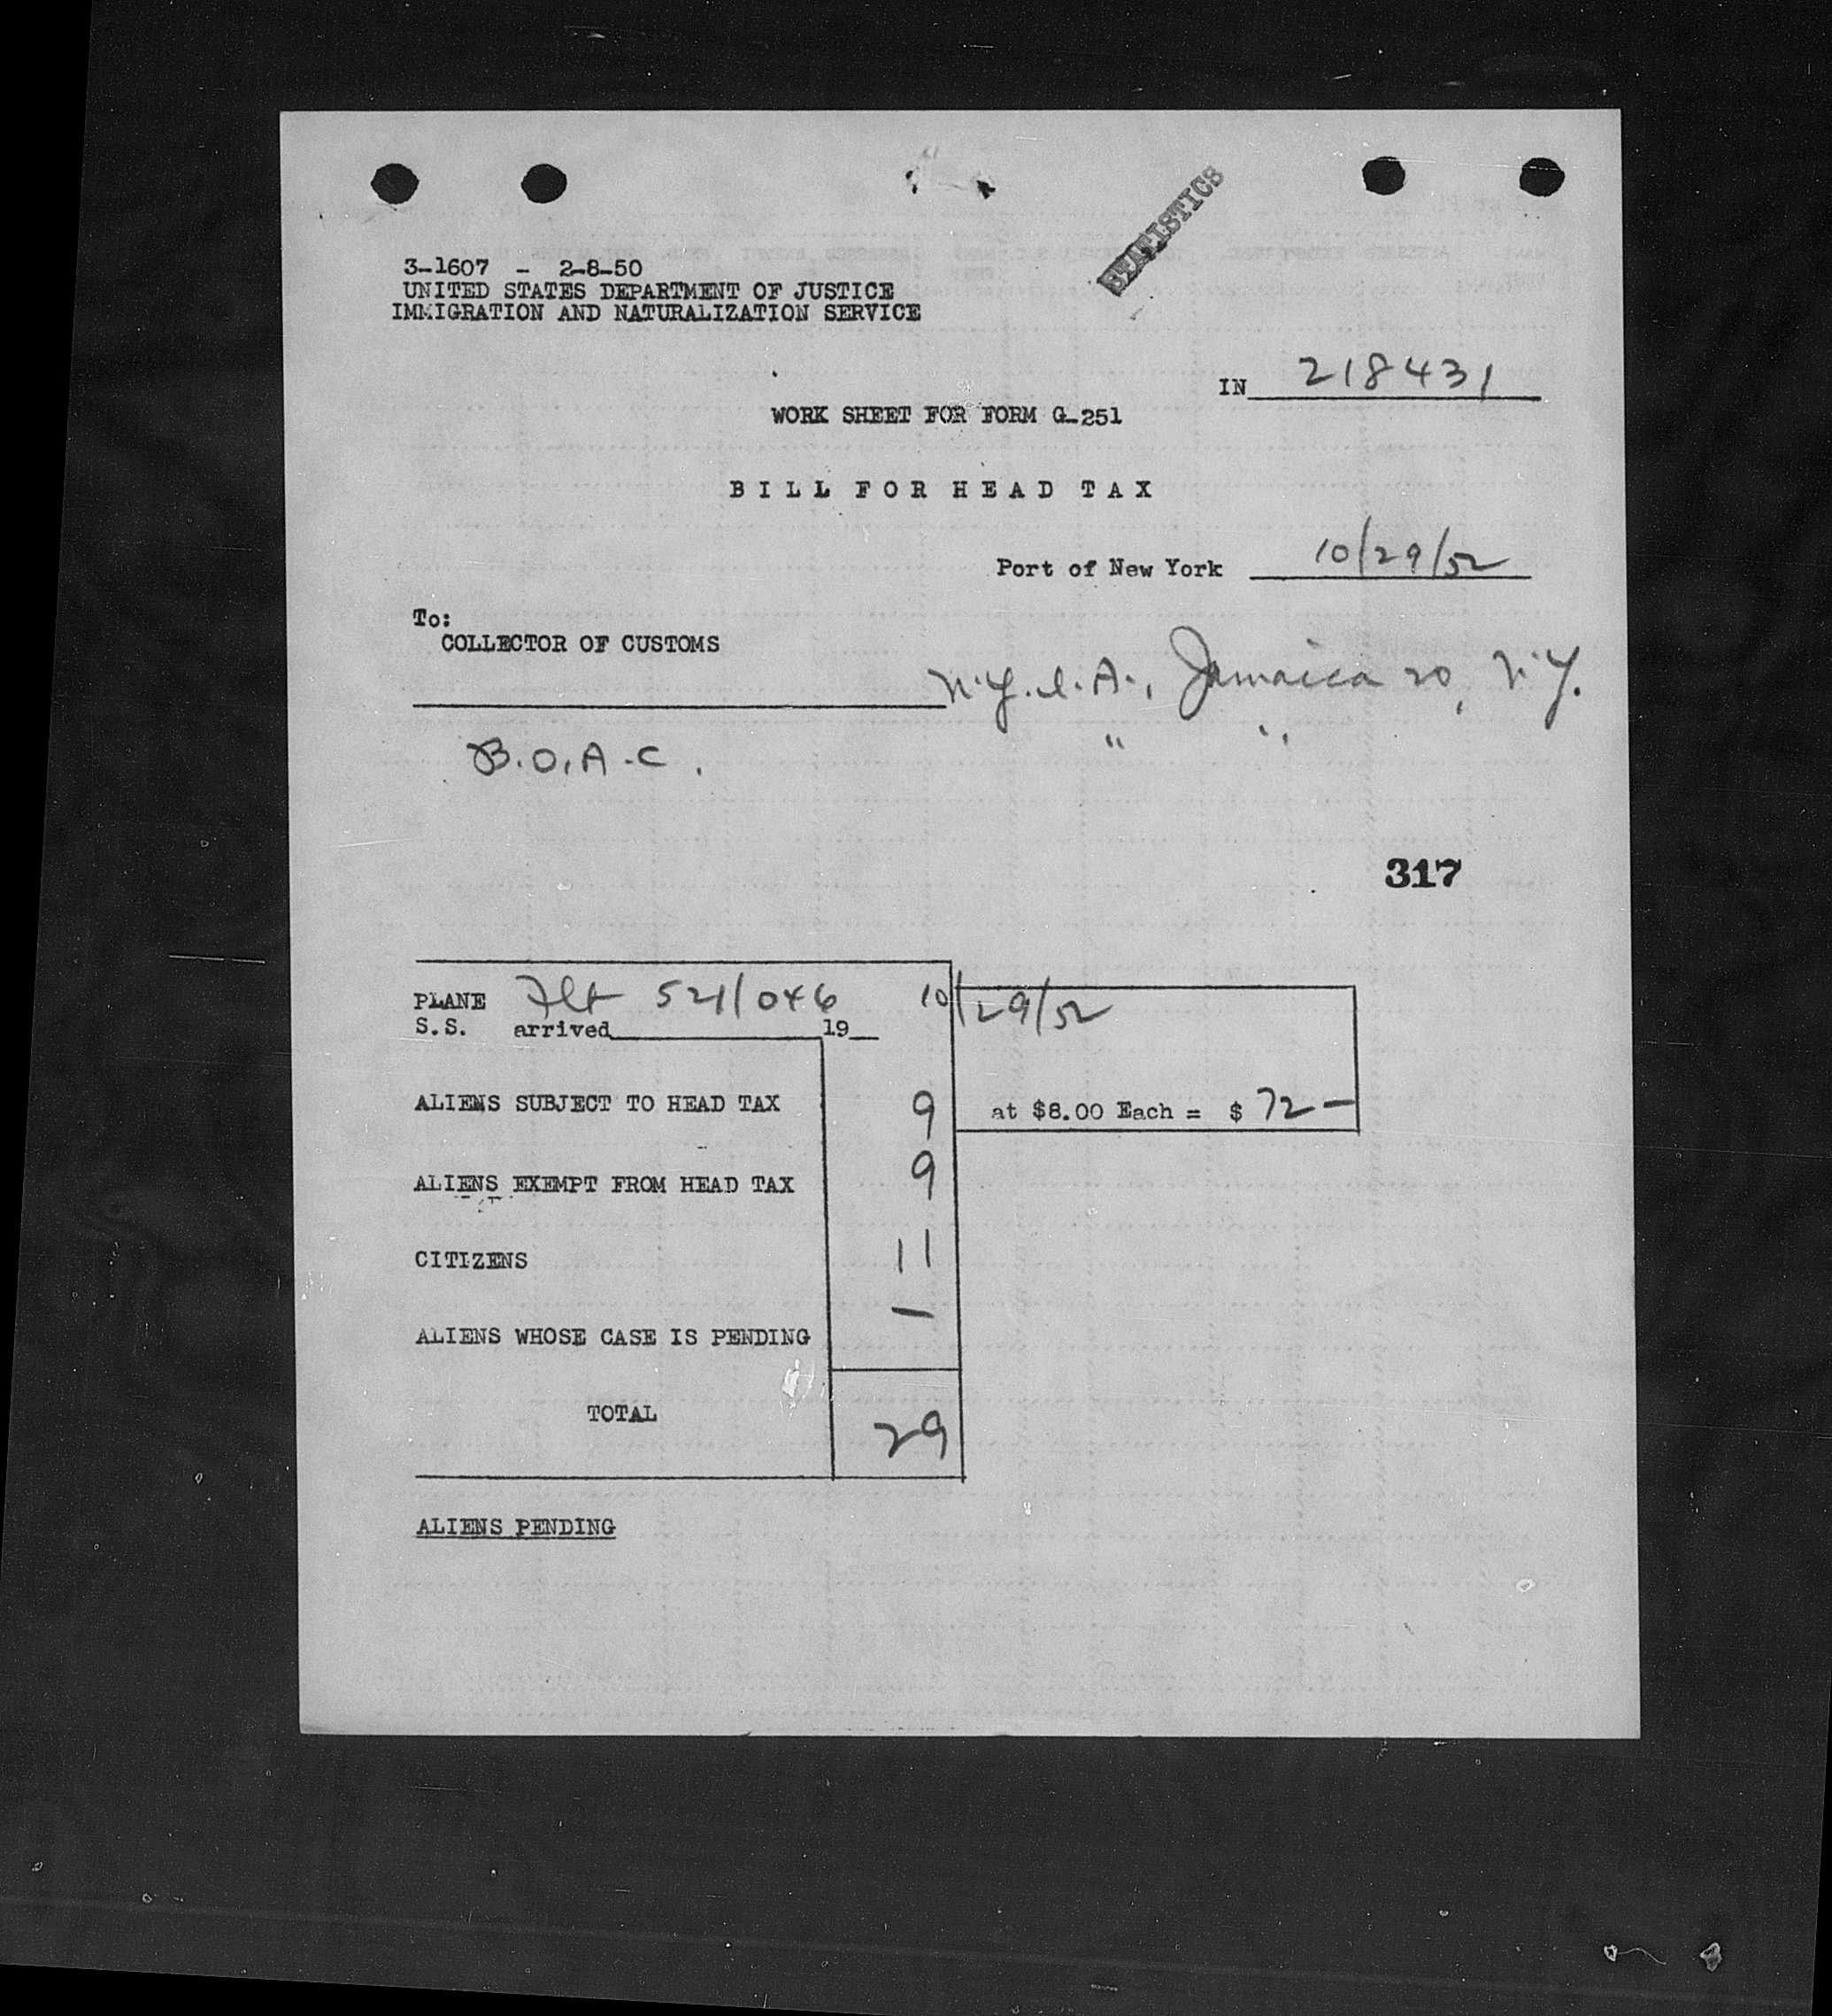 STATISTICS
3-1607 - 2-8-50
UNITED STATES DEPARTMENT OF JUSTICE
IMMIGRATION AND NATURALIZATION SERVICE
IN 218431
WORK SHEET FOR FORM G-251
BILL FOR HEAD TAX
Port of New York 10/29/52
To:
COLLECTOR OF CUSTOMS
N.Y.I.A., Jamaica 20, N.Y.
B.O.A.C. " "
317
PLANE Flt 521/046 10/29/52
S.S. arrived 19
ALIENS SUBJECT TO HEAD TAX 9 at $8.00 Each = $ 72 —
ALIENS EXEMPT FROM HEAD TAX 9
CITIZENS 11
ALIENS WHOSE CASE IS PENDING —
TOTAL 29
ALIENS PENDING